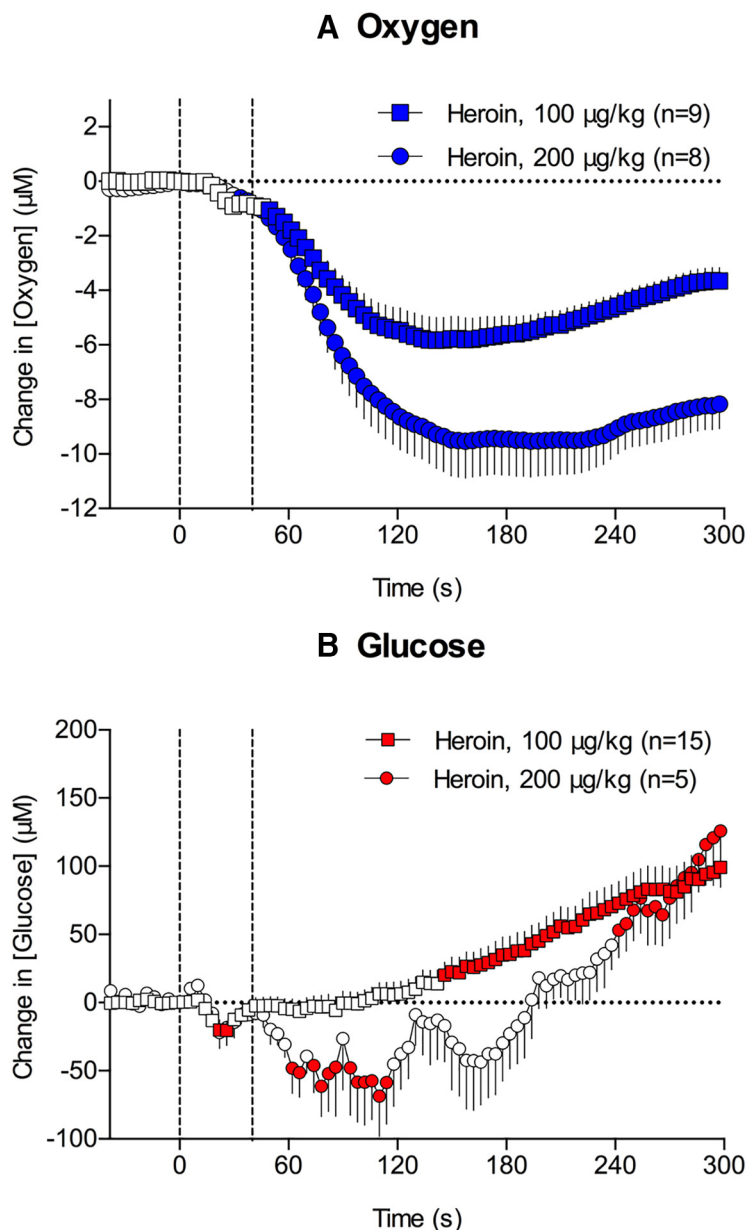 A Oxygen
Heroin, 100 µg/kg (n=9)
Heroin, 200 µg/kg (n=8)
Change in [Oxygen] (µM)
2
0
-2
-4
-6
-8
-10
-12
0 60 120 180 240 300
Time (s)
B Glucose
Heroin, 100 µg/kg (n=15)
Heroin, 200 µg/kg (n=5)
Change in [Glucose] (µM)
200
150
100
50
0
-50
-100
0 60 120 180 240 300
Time (s)